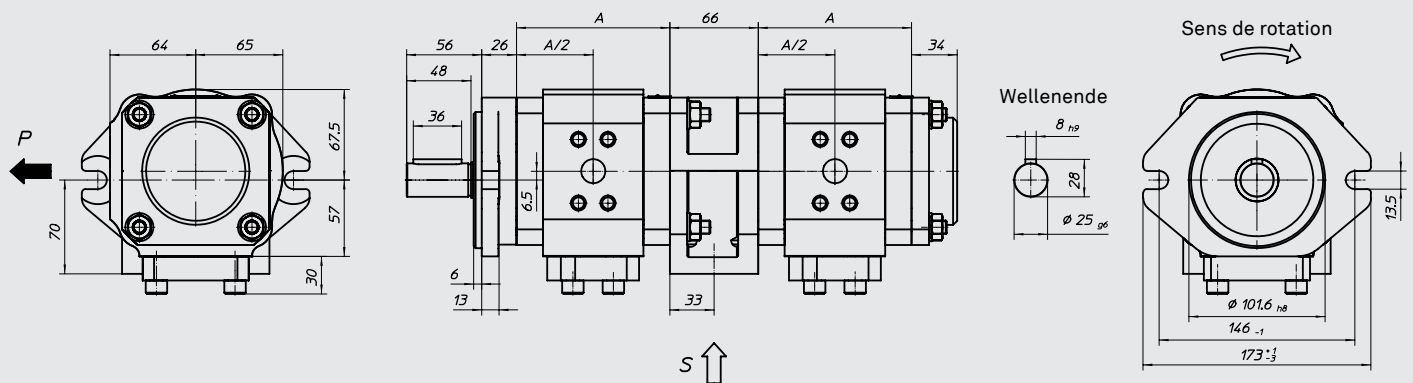 64
65
P
67.5
57
70
30
A
66
A
56
26
A/2
A/2
34
48
36
6.5
6
13
33
S
Wellenende
8 h9
28
Ø 25 g6
Sens de rotation
13.5
Ø 101.6 h8
146 -1
173 +1 -3